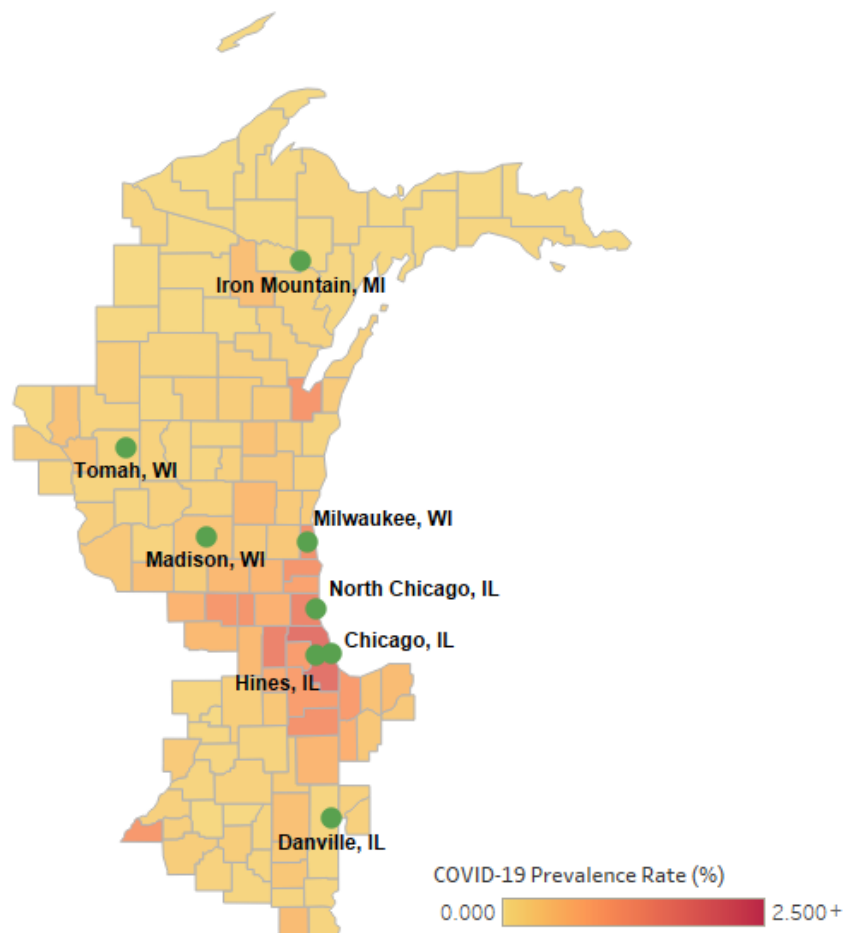 Iron Mountain, MI
Tomah, WI
Milwaukee, WI
Madison, WI
North Chicago, IL
Chicago, IL
Hines, IL
Danville, IL
COVID-19 Prevalence Rate (%)
0.000 2.500+